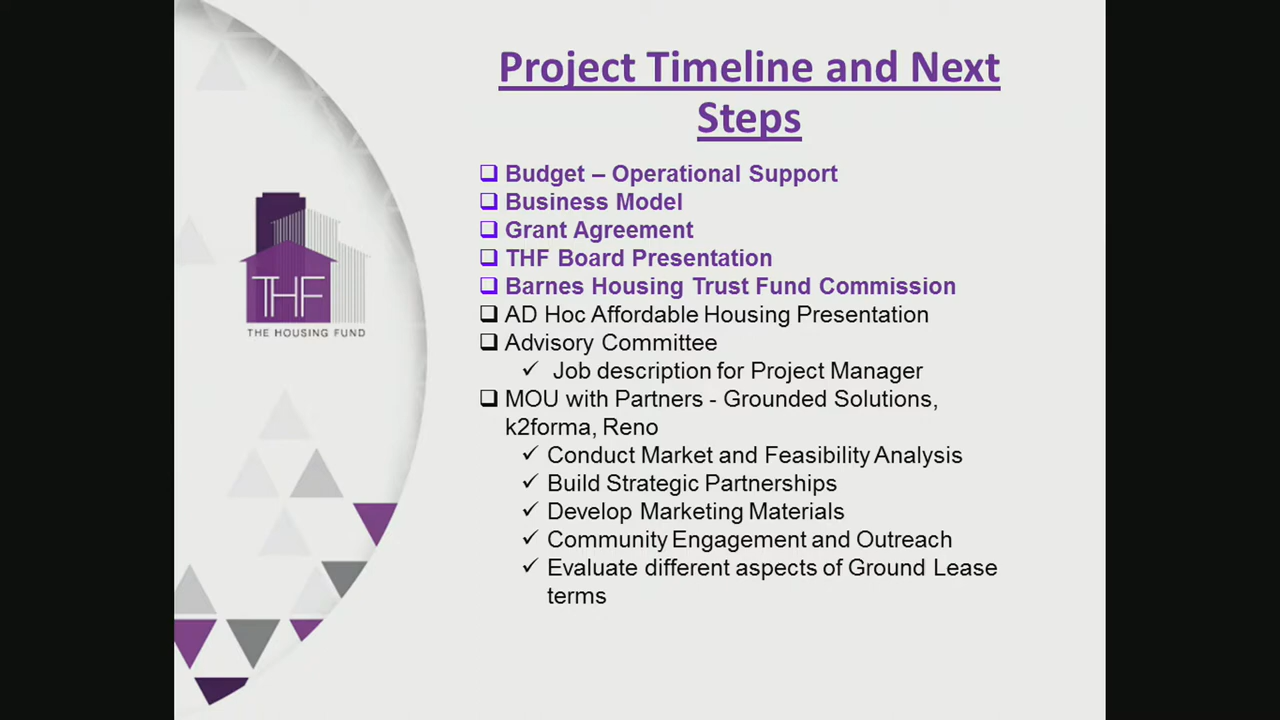 Project Timeline and Next
Steps
Budget – Operational Support
Business Model
Grant Agreement
THF Board Presentation
Barnes Housing Trust Fund Commission
AD Hoc Affordable Housing Presentation
Advisory Committee
Job description for Project Manager
MOU with Partners - Grounded Solutions,
k2forma, Reno
Conduct Market and Feasibility Analysis
Build Strategic Partnerships
Develop Marketing Materials
Community Engagement and Outreach
Evaluate different aspects of Ground Lease
terms
THF
THE HOUSING FUND